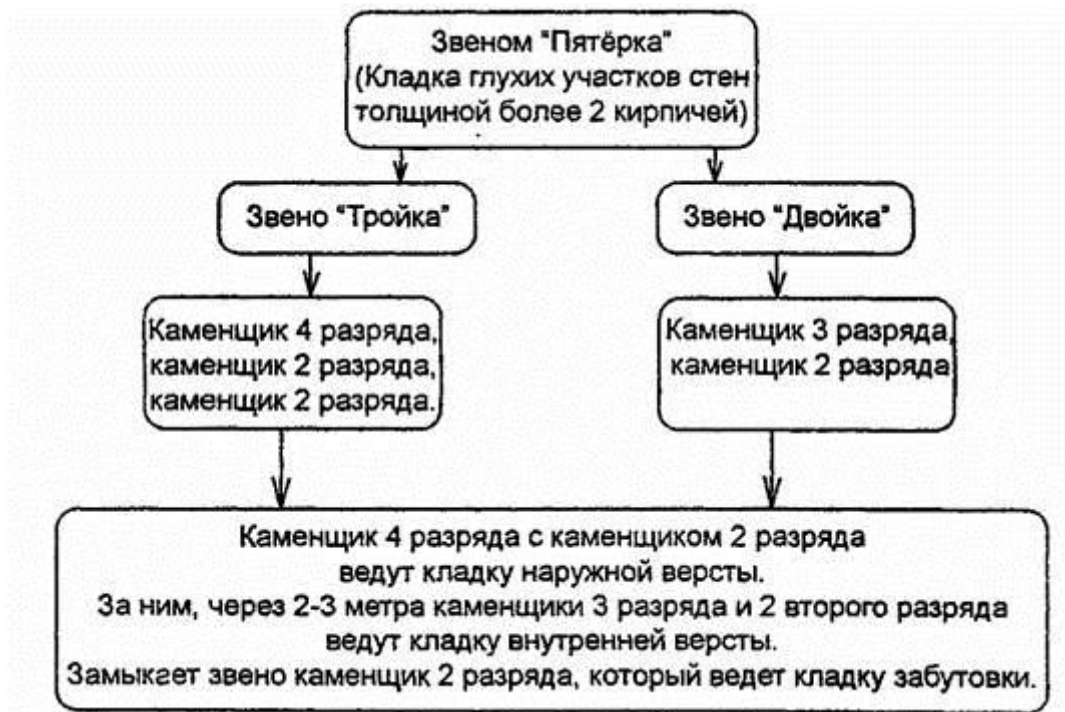 Звеном "Пятёрка"
(Кладка глухих участков стен
толщиной более 2 кирпичей)
Звено "Тройка"
Звено "Двойка"
Каменщик 4 разряда,
каменщик 2 разряда,
каменщик 2 разряда.
Каменщик 3 разряда,
каменщик 2 разряда
Каменщик 4 разряда с каменщиком 2 разряда
ведут кладку наружной версты.
За ним, через 2-3 метра каменщики 3 разряда и 2 второго разряда
ведут кладку внутренней версты.
Замыкает звено каменщик 2 разряда, который ведет кладку забутовки.